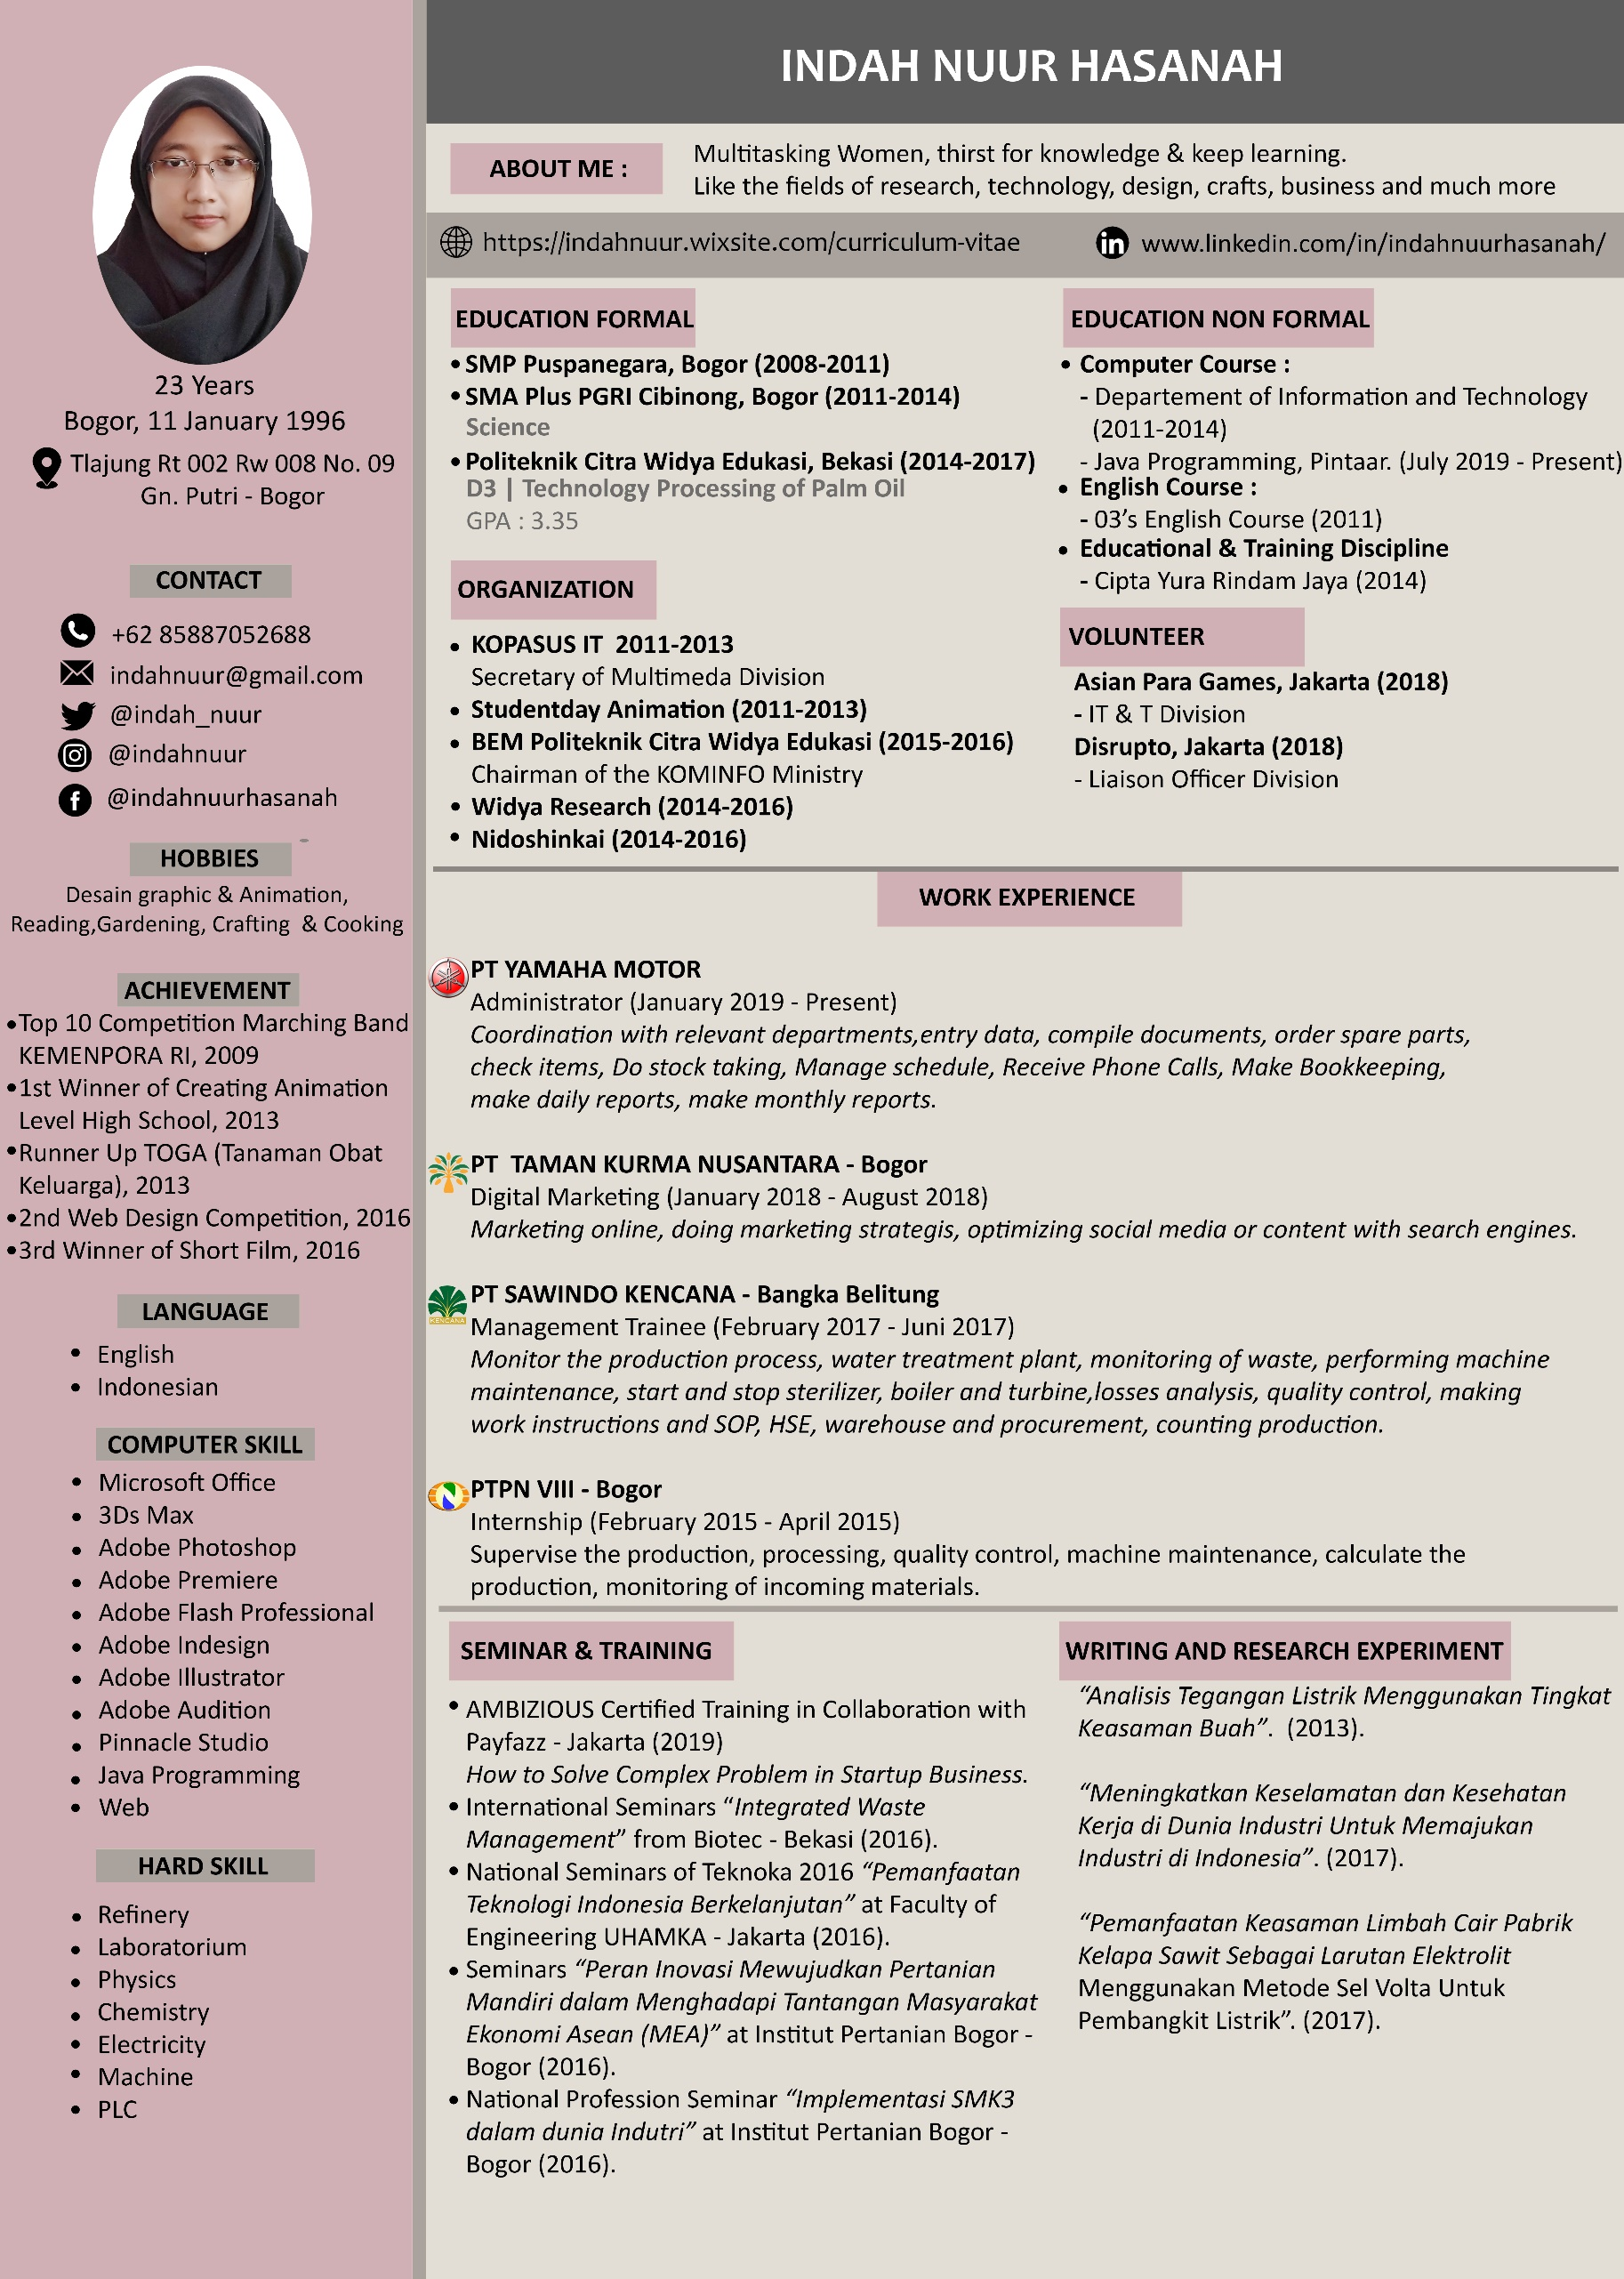 INDAH NUUR HASANAH
ABOUT ME :
Multitasking Women, thirst for knowledge & keep learning.
Like the fields of research, technology, design, crafts, business and much more
https://indahnuur.wixsite.com/curriculum-vitae
www.linkedin.com/in/indahnuurhasanah/
23 Years
Bogor, 11 January 1996
Tlajung Rt 002 Rw 008 No. 09
Gn. Putri - Bogor
CONTACT
+62 85887052688
indahnuur@gmail.com
@indah_nuur
@indahnuur
@indahnuurhasanah
HOBBIES
Desain graphic & Animation,
Reading,Gardening, Crafting & Cooking
ACHIEVEMENT
•Top 10 Competition Marching Band
KEMENPORA RI, 2009
•1st Winner of Creating Animation
Level High School, 2013
•Runner Up TOGA (Tanaman Obat
Keluarga), 2013
•2nd Web Design Competition, 2016
•3rd Winner of Short Film, 2016
LANGUAGE
• English
• Indonesian
COMPUTER SKILL
• Microsoft Office
• 3Ds Max
• Adobe Photoshop
• Adobe Premiere
• Adobe Flash Professional
• Adobe Indesign
• Adobe Illustrator
• Adobe Audition
• Pinnacle Studio
• Java Programming
• Web
HARD SKILL
• Refinery
• Laboratorium
• Physics
• Chemistry
• Electricity
• Machine
• PLC
EDUCATION FORMAL
• SMP Puspanegara, Bogor (2008-2011)
• SMA Plus PGRI Cibinong, Bogor (2011-2014)
Science
• Politeknik Citra Widya Edukasi, Bekasi (2014-2017)
D3 | Technology Processing of Palm Oil
GPA : 3.35
EDUCATION NON FORMAL
• Computer Course :
- Departement of Information and Technology
(2011-2014)
- Java Programming, Pintaar. (July 2019 - Present)
• English Course :
- 03’s English Course (2011)
• Educational & Training Discipline
- Cipta Yura Rindam Jaya (2014)
ORGANIZATION
• KOPASUS IT 2011-2013
Secretary of Multimeda Division
• Studentday Animation (2011-2013)
• BEM Politeknik Citra Widya Edukasi (2015-2016)
Chairman of the KOMINFO Ministry
• Widya Research (2014-2016)
• Nidoshinkai (2014-2016)
VOLUNTEER
Asian Para Games, Jakarta (2018)
- IT & T Division
Disrupto, Jakarta (2018)
- Liaison Officer Division
WORK EXPERIENCE
PT YAMAHA MOTOR
Administrator (January 2019 - Present)
Coordination with relevant departments,entry data, compile documents, order spare parts,
check items, Do stock taking, Manage schedule, Receive Phone Calls, Make Bookkeeping,
make daily reports, make monthly reports.
PT TAMAN KURMA NUSANTARA - Bogor
Digital Marketing (January 2018 - August 2018)
Marketing online, doing marketing strategis, optimizing social media or content with search engines.
KENCANA
PT SAWINDO KENCANA - Bangka Belitung
Management Trainee (February 2017 - Juni 2017)
Monitor the production process, water treatment plant, monitoring of waste, performing machine
maintenance, start and stop sterilizer, boiler and turbine,losses analysis, quality control, making
work instructions and SOP, HSE, warehouse and procurement, counting production.
PTPN VIII - Bogor
Internship (February 2015 - April 2015)
Supervise the production, processing, quality control, machine maintenance, calculate the
production, monitoring of incoming materials.
SEMINAR & TRAINING
• AMBIZIOUS Certified Training in Collaboration with
Payfazz - Jakarta (2019)
How to Solve Complex Problem in Startup Business.
• International Seminars “Integrated Waste
Management” from Biotec - Bekasi (2016).
• National Seminars of Teknoka 2016 “Pemanfaatan
Teknologi Indonesia Berkelanjutan” at Faculty of
Engineering UHAMKA - Jakarta (2016).
• Seminars “Peran Inovasi Mewujudkan Pertanian
Mandiri dalam Menghadapi Tantangan Masyarakat
Ekonomi Asean (MEA)” at Institut Pertanian Bogor -
Bogor (2016).
• National Profession Seminar “Implementasi SMK3
dalam dunia Indutri” at Institut Pertanian Bogor -
Bogor (2016).
WRITING AND RESEARCH EXPERIMENT
“Analisis Tegangan Listrik Menggunakan Tingkat
Keasaman Buah”. (2013).
“Meningkatkan Keselamatan dan Kesehatan
Kerja di Dunia Industri Untuk Memajukan
Industri di Indonesia”. (2017).
“Pemanfaatan Keasaman Limbah Cair Pabrik
Kelapa Sawit Sebagai Larutan Elektrolit
Menggunakan Metode Sel Volta Untuk
Pembangkit Listrik”. (2017).